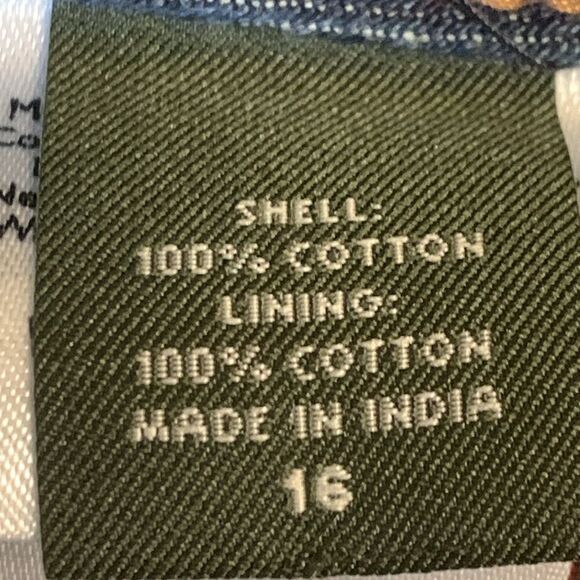 SHELL:
100% COTTON
LINING:
100% COTTON
MADE IN INDIA
16